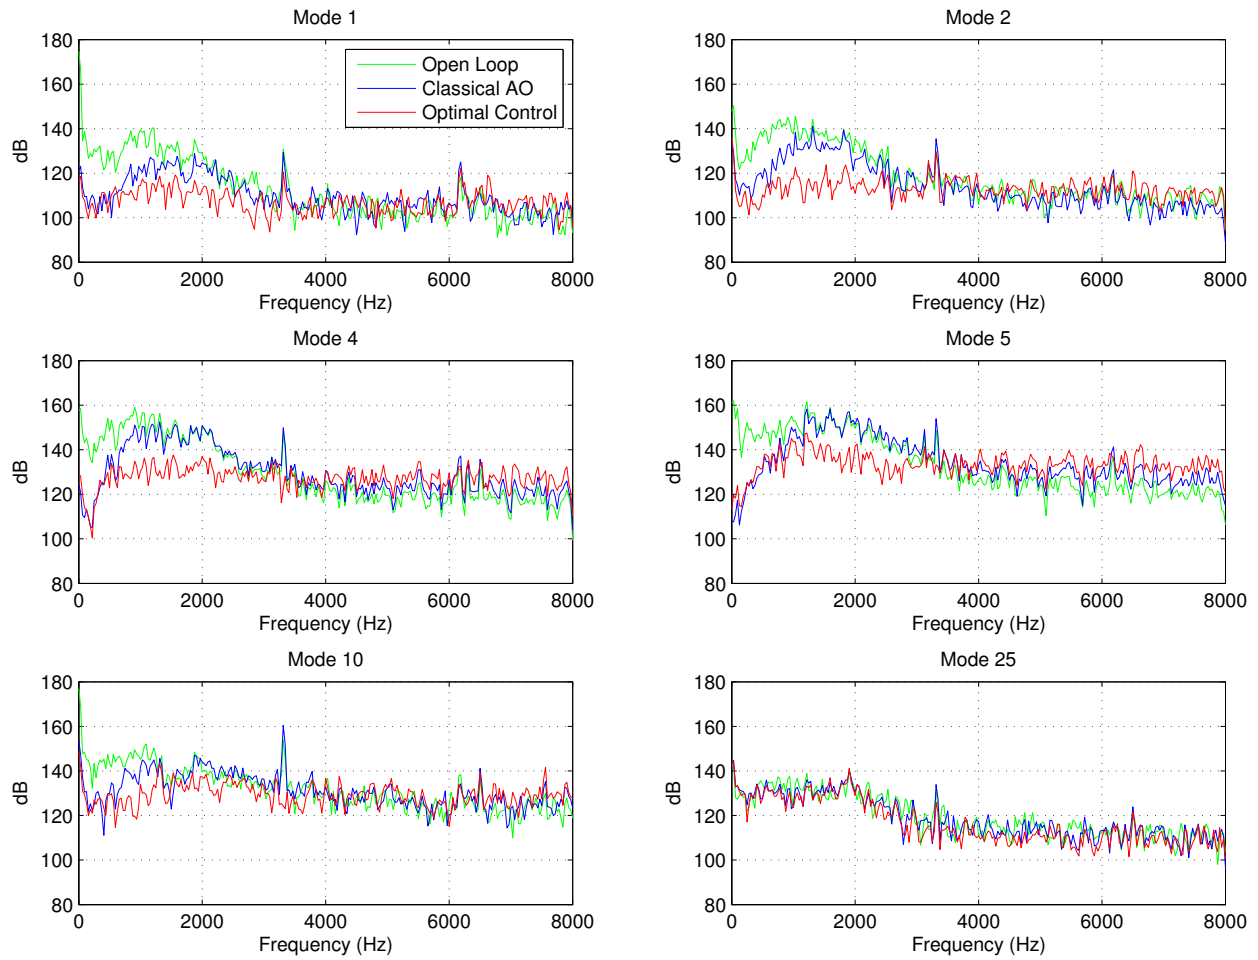 Mode 1
180
160
140
120
100
80
dB
0 2000 4000 6000 8000
Frequency (Hz)
Open Loop
Classical AO
Optimal Control
Mode 2
180
160
140
120
100
80
dB
0 2000 4000 6000 8000
Frequency (Hz)
Mode 4
180
160
140
120
100
80
dB
0 2000 4000 6000 8000
Frequency (Hz)
Mode 5
180
160
140
120
100
80
dB
0 2000 4000 6000 8000
Frequency (Hz)
Mode 10
180
160
140
120
100
80
dB
0 2000 4000 6000 8000
Frequency (Hz)
Mode 25
180
160
140
120
100
80
dB
0 2000 4000 6000 8000
Frequency (Hz)